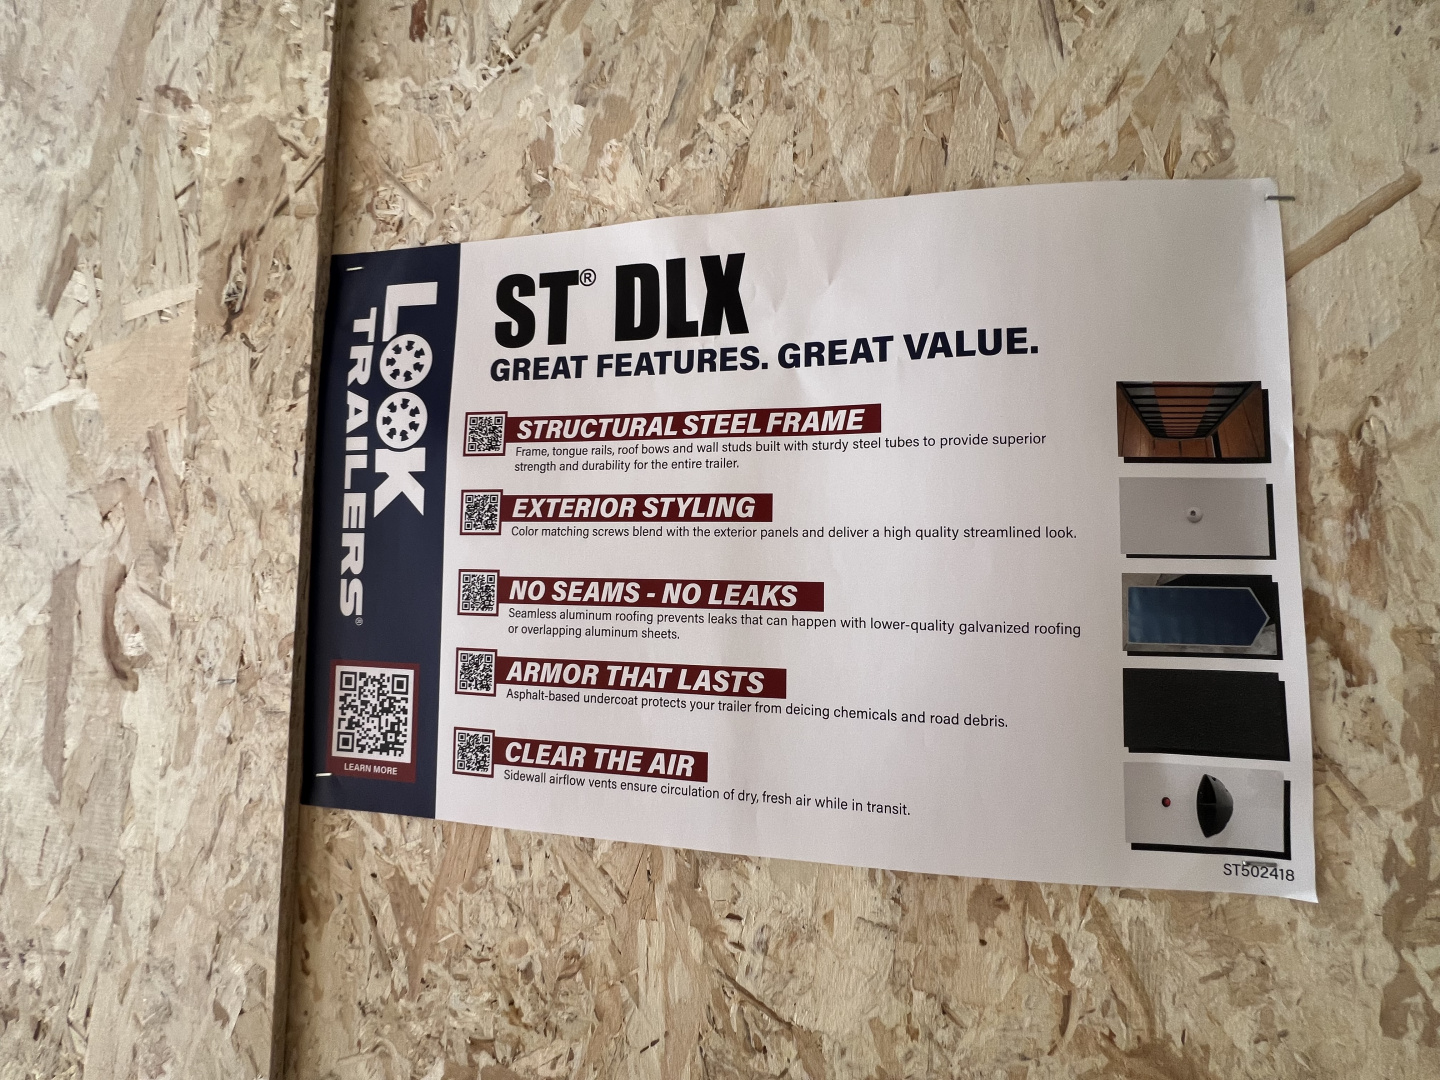 LOOK
TRAILERS®
LEARN MORE
ST® DLX
GREAT FEATURES. GREAT VALUE.
STRUCTURAL STEEL FRAME
Frame, tongue rails, roof bows and wall studs built with sturdy steel tubes to provide superior
strength and durability for the entire trailer.
EXTERIOR STYLING
Color matching screws blend with the exterior panels and deliver a high quality streamlined look.
NO SEAMS - NO LEAKS
Seamless aluminum roofing prevents leaks that can happen with lower-quality galvanized roofing
or overlapping aluminum sheets.
ARMOR THAT LASTS
Asphalt-based undercoat protects your trailer from deicing chemicals and road debris.
CLEAR THE AIR
Sidewall airflow vents ensure circulation of dry, fresh air while in transit.
ST502418